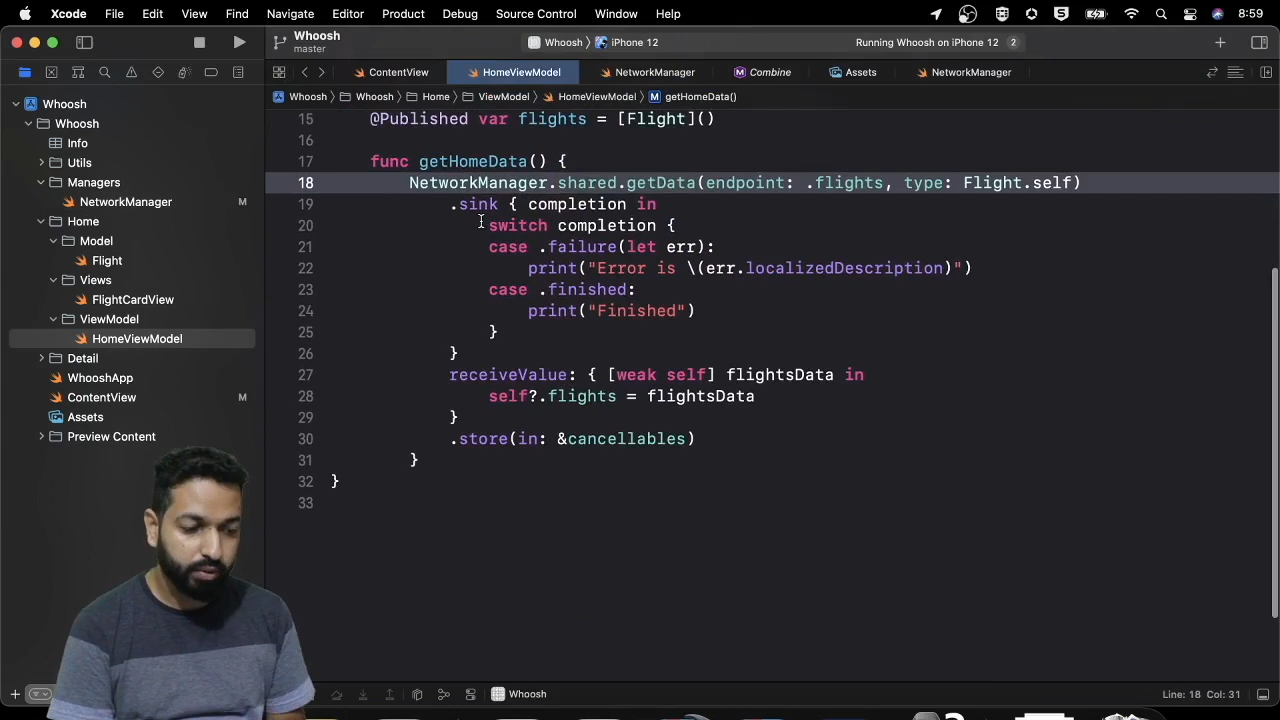 Xcode File Edit View Find Navigate Editor Product Debug Source Control Window Help 8:59
Whoosh
master
Whoosh iPhone 12
Running Whoosh on iPhone 12 2
ContentView HomeViewModel NetworkManager Combine Assets NetworkManager
Whoosh Whoosh Home ViewModel HomeViewModel M getHomeData()
Whoosh
Whoosh
Info
Utils
Managers
NetworkManager M
Home
Model
Flight
Views
FlightCardView
ViewModel
HomeViewModel
Detail
WhooshApp
ContentView M
Assets
Preview Content
15 @Published var flights = [Flight]()
16
17 func getHomeData() {
18 NetworkManager.shared.getData(endpoint: .flights, type: Flight.self)
19 .sink { completion in
20 switch completion {
21 case .failure(let err):
22 print("Error is \(err.localizedDescription)")
23 case .finished:
24 print("Finished")
25 }
26 }
27 receiveValue: { [weak self] flightsData in
28 self?.flights = flightsData
29 }
30 .store(in: &cancellables)
31 }
32 }
33
Whoosh
Line: 18 Col: 31